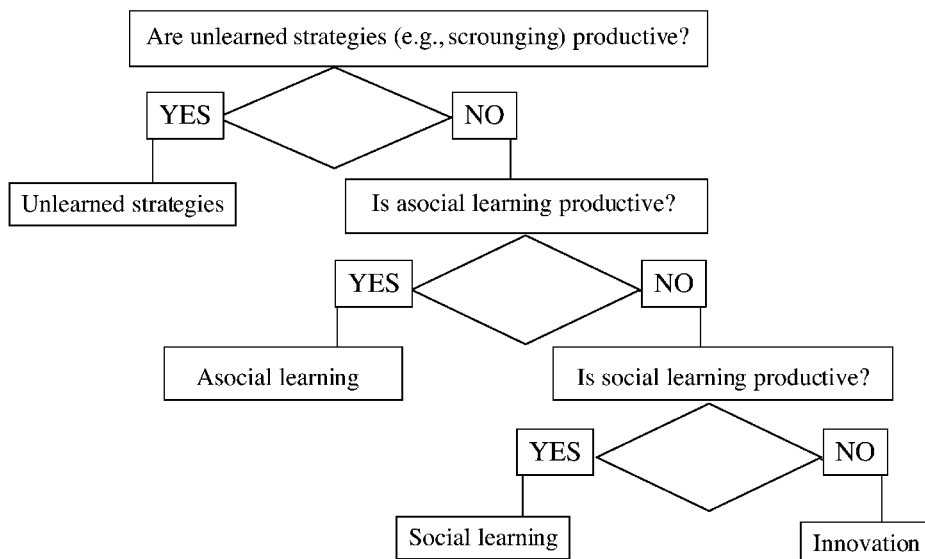 Are unlearned strategies (e.g., scrounging) productive?
YES
NO
Unlearned strategies
Is asocial learning productive?
YES
NO
Asocial learning
Is social learning productive?
YES
NO
Social learning
Innovation